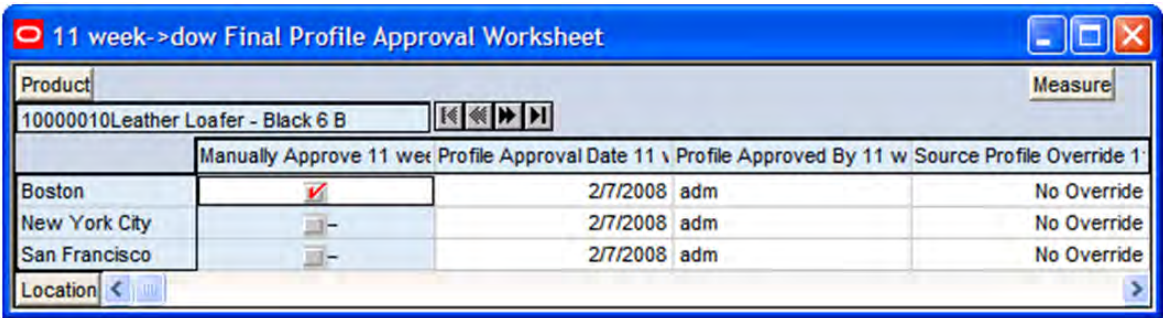 11 week->dow Final Profile Approval Worksheet
Product Measure
10000010Leather Loafer - Black 6 B
Manually Approve 11 wee Profile Approval Date 11 Profile Approved By 11 w Source Profile Override 1
Boston 2/7/2008 adm No Override
New York City 2/7/2008 adm No Override
San Francisco 2/7/2008 adm No Override
Location